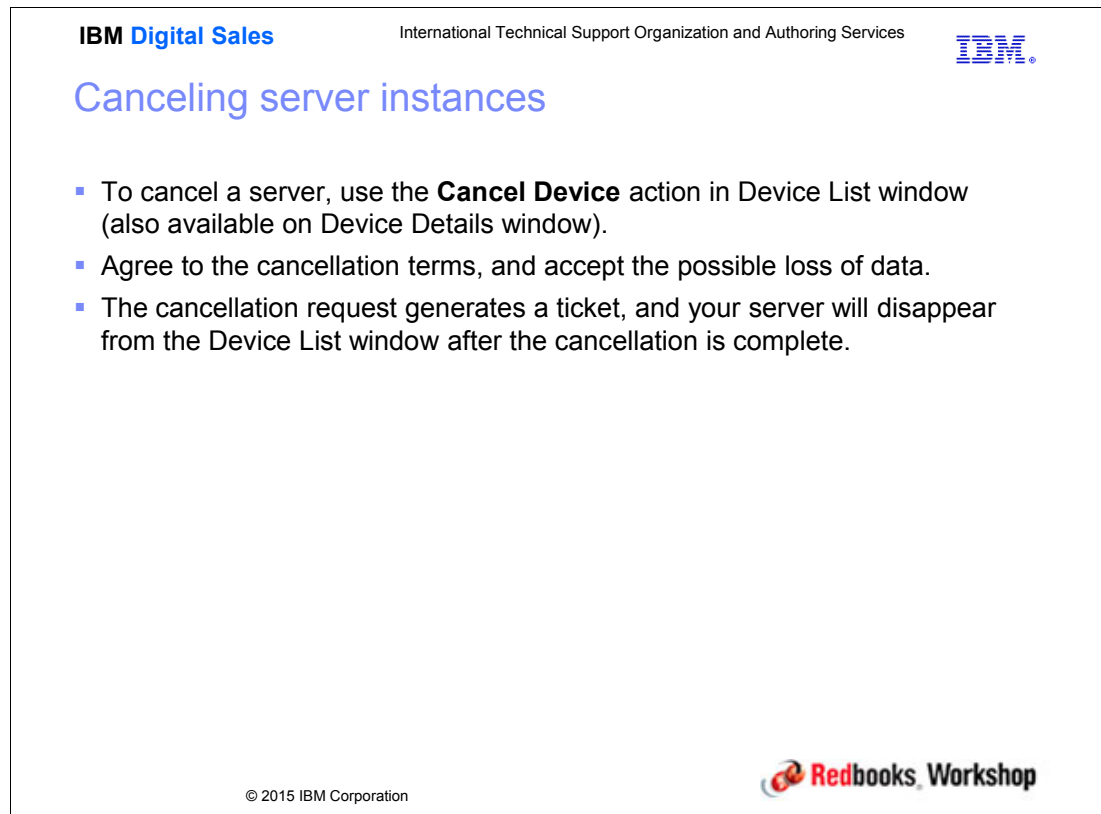 IBM Digital Sales
International Technical Support Organization and Authoring Services
IBM®
Canceling server instances
▪ To cancel a server, use the Cancel Device action in Device List window
(also available on Device Details window).
▪ Agree to the cancellation terms, and accept the possible loss of data.
▪ The cancellation request generates a ticket, and your server will disappear
from the Device List window after the cancellation is complete.
© 2015 IBM Corporation
Redbooks® Workshop